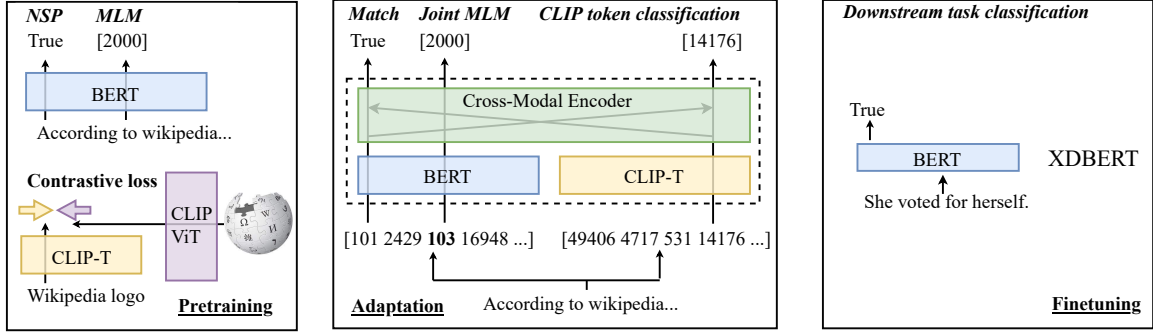 NSP MLM
True [2000]
BERT
According to wikipedia...
Contrastive loss
CLIP
ViT
CLIP-T
Wikipedia logo
Pretraining
Match Joint MLM CLIP token classification
True [2000] [14176]
Cross-Modal Encoder
BERT CLIP-T
[101 2429 103 16948 ...] [49406 4717 531 14176 ...]
According to wikipedia...
Adaptation
Downstream task classification
True
BERT XDBERT
She voted for herself.
Finetuning